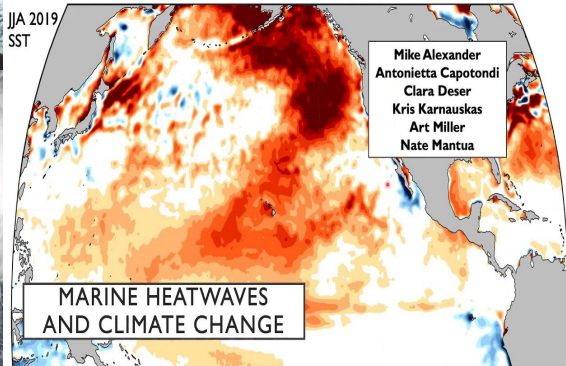 JJA 2019
SST
Mike Alexander
Antonietta Capotondi
Clara Deser
Kris Karnauskas
Art Miller
Nate Mantua
MARINE HEATWAVES
AND CLIMATE CHANGE